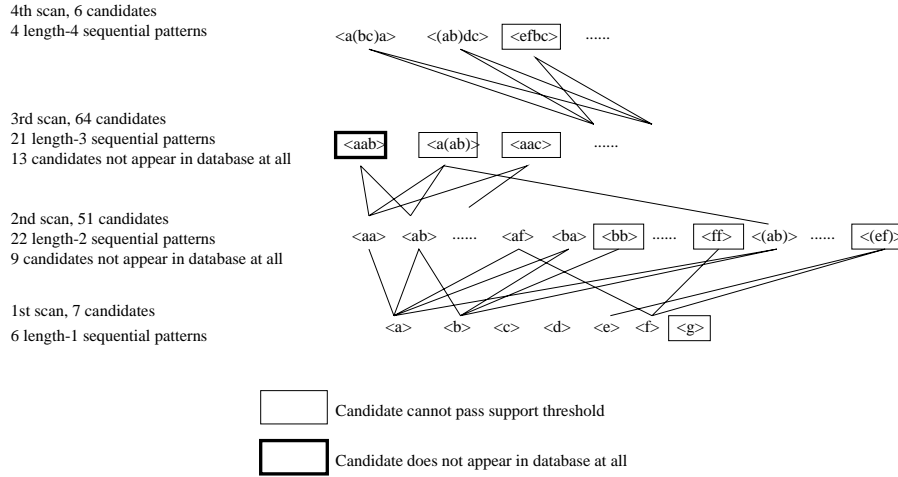 4th scan, 6 candidates
4 length-4 sequential patterns
<a(bc)a> <(ab)dc> <efbc> ......
3rd scan, 64 candidates
21 length-3 sequential patterns
13 candidates not appear in database at all
<aab> <a(ab)> <aac> ......
2nd scan, 51 candidates
22 length-2 sequential patterns
9 candidates not appear in database at all
<aa> <ab> ...... <af> <ba> <bb> ...... <ff> <(ab)> ...... <(ef)>
1st scan, 7 candidates
6 length-1 sequential patterns
<a> <b> <c> <d> <e> <f> <g>
Candidate cannot pass support threshold
Candidate does not appear in database at all